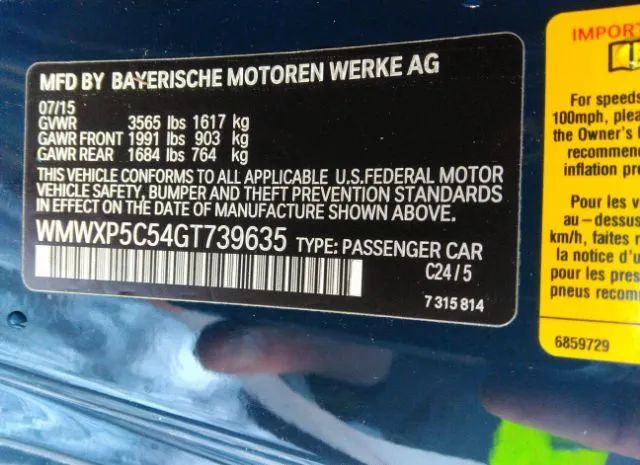 MFD BY BAYERISCHE MOTOREN WERKE AG
07/15
GVWR 3565 lbs 1617 kg
GAWR FRONT 1991 lbs 903 kg
GAWR REAR 1684 lbs 764 kg
THIS VEHICLE CONFORMS TO ALL APPLICABLE U.S.FEDERAL MOTOR
VEHICLE SAFETY, BUMPER AND THEFT PREVENTION STANDARDS
IN EFFECT ON THE DATE OF MANUFACTURE SHOWN ABOVE.
WMWXP5C54GT739635 TYPE: PASSENGER CAR
C24/5
7 315 814
For speeds
100mph, plea
the Owner's
recommend
inflation pre
Pour les v
au-dessus
km/h, faites
la notice d'u
pour les pres
pneus recom
6859729